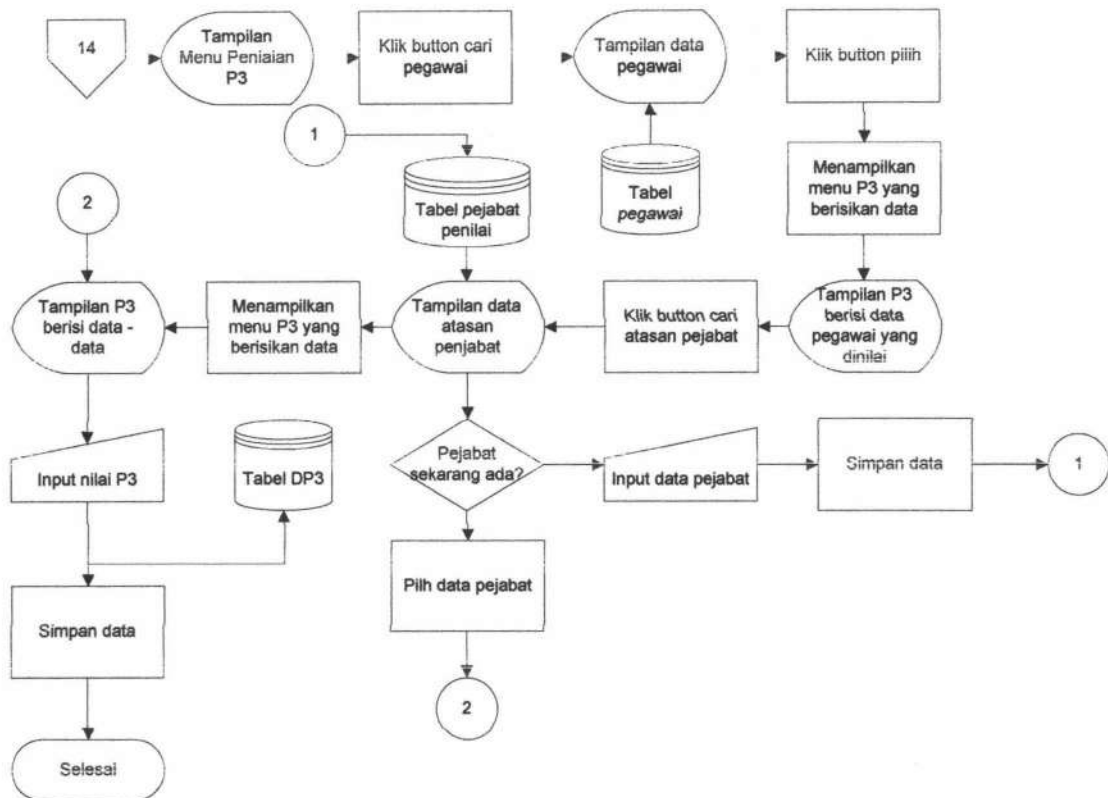 14
Tampilan
Menu Peniaian
P3
Klik button cari
pegawai
Tampilan data
pegawai
Klik button pilih
1
Tabel pejabat
penilai
Tabel
pegawai
Menampilkan
menu P3 yang
berisikan data
2
Tampilan P3
berisi data -
data
Menampilkan
menu P3 yang
berisikan data
Tampilan data
atasan
penjabat
Klik button cari
atasan pejabat
Tampilan P3
berisi data
pegawai yang
dinilai
Input nilai P3
Tabel DP3
Pejabat
sekarang ada?
Input data pejabat
Simpan data
1
Pilh data pejabat
Simpan data
2
Selesai